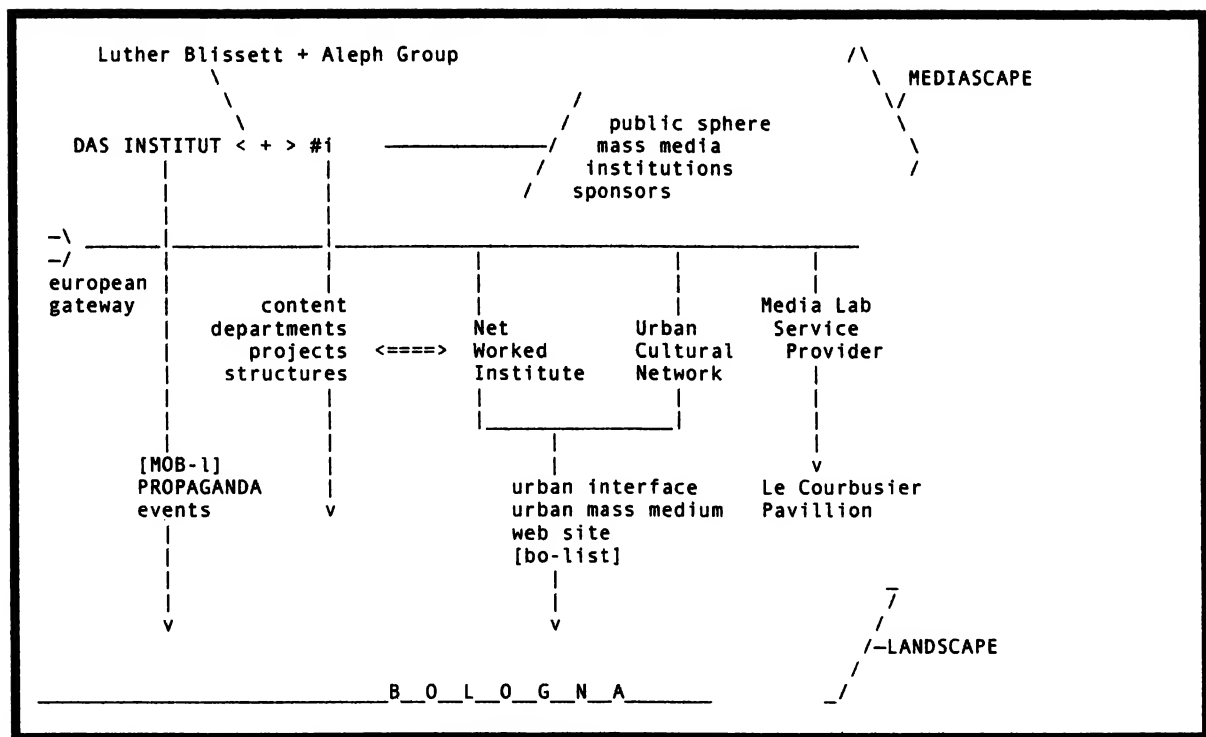 Luther Blissett + Aleph Group
MEDIASCAPE
public sphere
DAS INSTITUT < + > #i
mass media
institutions
sponsors
european
gateway
content
departments
projects <====>
structures
Net
Worked
Institute
Urban
Cultural
Network
Media Lab
Service
Provider
[MOB-l]
PROPAGANDA
events
urban interface
urban mass medium
web site
[bo-list]
Le Courbusier
Pavillion
LANDSCAPE
B__O__L__O__G__N__A